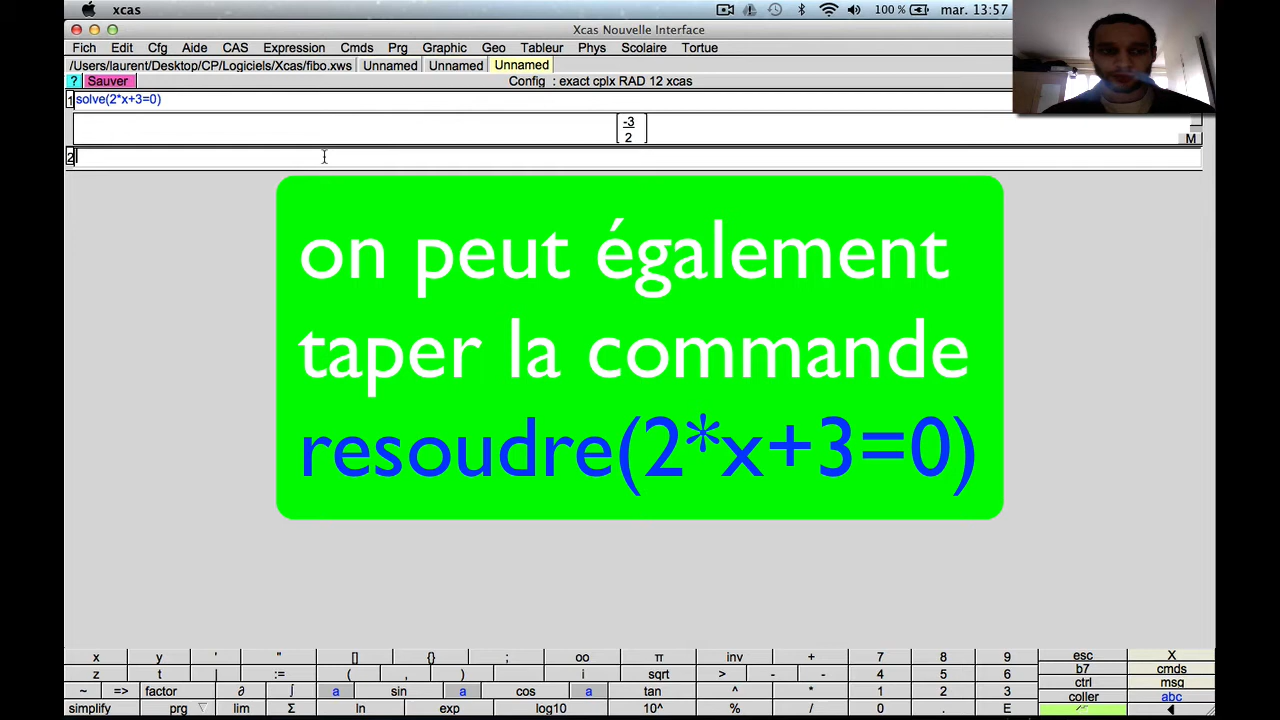 xcas 100 % mar. 13:57
Xcas Nouvelle Interface
Fich Edit Cfg Aide CAS Expression Cmds Prg Graphic Geo Tableur Phys Scolaire Tortue
/Users/laurent/Desktop/CP/Logiciels/Xcas/fibo.xws Unnamed Unnamed Unnamed
? Sauver Config : exact cplx RAD 12 xcas
1 solve(2*x+3=0)
-3
2
M
2
on peut également
taper la commande
resoudre(2*x+3=0)
x y ' " [] {} ; oo π inv + 7 8 9 esc X
z t | := ( , ) i sqrt > - - 4 5 6 b7 cmds
~ => factor ∂ ∫ a sin a cos a tan ^ * 1 2 3 ctrl msg
simplify prg lim Σ ln exp log10 10^ % / 0 . E coller abc